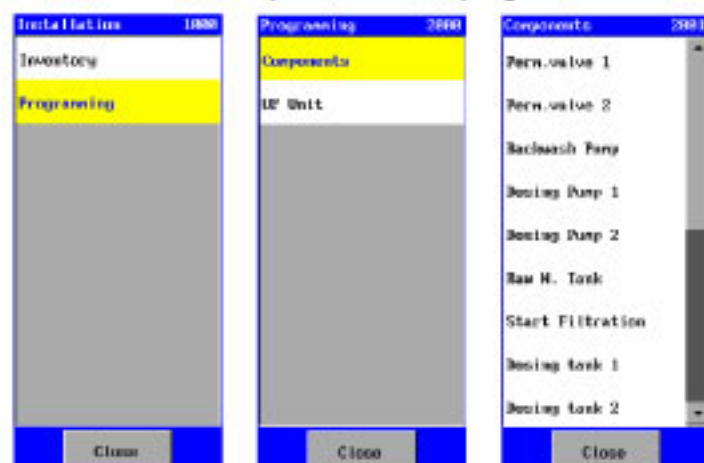 Installation 1000
Inventory
Programming
Close
Programming 2000
Components
UF Unit
Close
Components 2001
Perm.valve 1
Perm.valve 2
Backwash Pump
Dosing Pump 1
Dosing Pump 2
Raw W. Tank
Start Filtration
Dosing tank 1
Dosing tank 2
Close